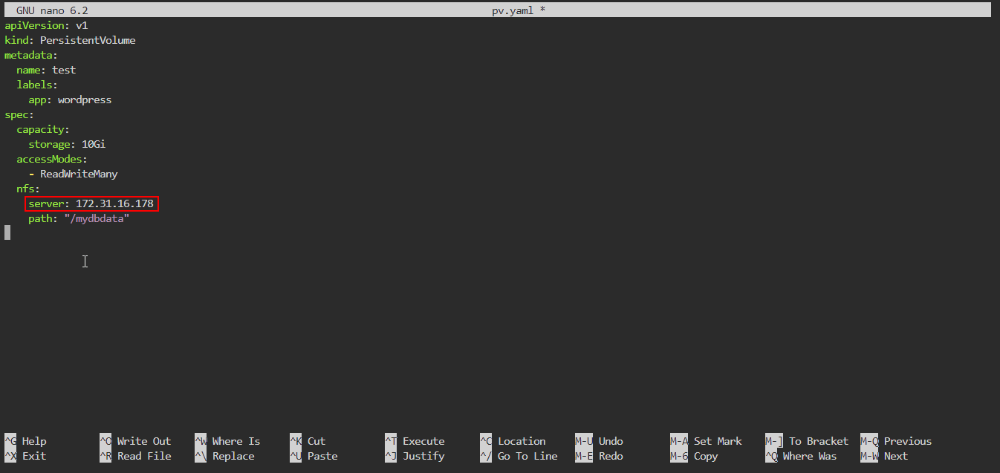 GNU nano 6.2 pv.yaml *
apiVersion: v1
kind: PersistentVolume
metadata:
  name: test
  labels:
    app: wordpress
spec:
  capacity:
    storage: 10Gi
  accessModes:
    - ReadWriteMany
  nfs:
    server: 172.31.16.178
    path: "/mydbdata"
^G Help ^O Write Out ^W Where Is ^K Cut ^T Execute ^C Location M-U Undo M-A Set Mark M-] To Bracket M-Q Previous
^X Exit ^R Read File ^\ Replace ^U Paste ^J Justify ^/ Go To Line M-E Redo M-6 Copy ^Q Where Was M-W Next